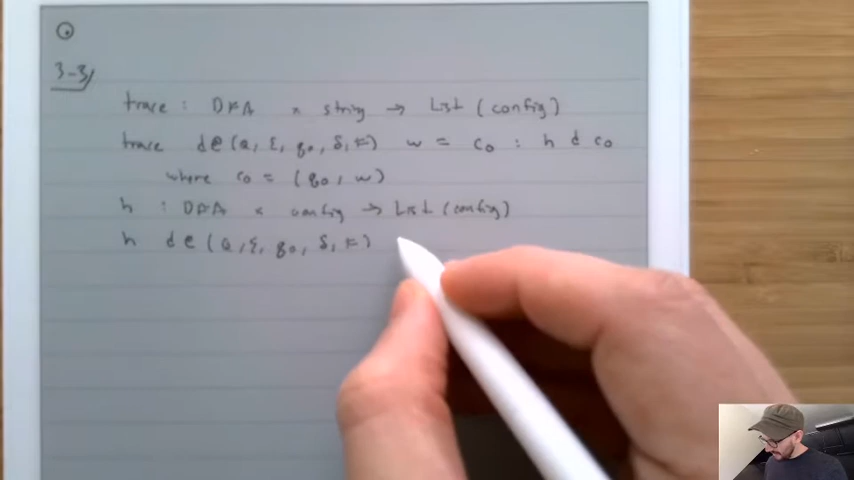 3-3/
trace : DFA × string → List (config)
trace d@(Q, Σ, q0, δ, F) w = c0 : h d c0
where c0 = (q0, w)
h : DFA × config → List (config)
h d@(Q, Σ, q0, δ, F)